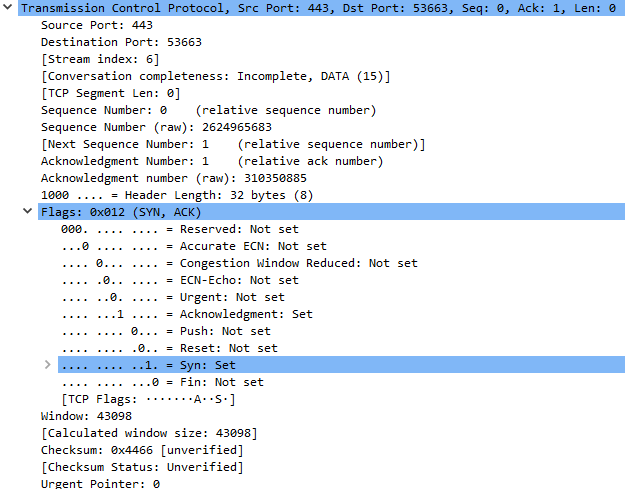 Transmission Control Protocol, Src Port: 443, Dst Port: 53663, Seq: 0, Ack: 1, Len: 0
Source Port: 443
Destination Port: 53663
[Stream index: 6]
[Conversation completeness: Incomplete, DATA (15)]
[TCP Segment Len: 0]
Sequence Number: 0    (relative sequence number)
Sequence Number (raw): 2624965683
[Next Sequence Number: 1    (relative sequence number)]
Acknowledgment Number: 1    (relative ack number)
Acknowledgment number (raw): 310350885
1000 .... = Header Length: 32 bytes (8)
Flags: 0x012 (SYN, ACK)
000. .... .... = Reserved: Not set
...0 .... .... = Accurate ECN: Not set
.... 0... .... = Congestion Window Reduced: Not set
.... .0.. .... = ECN-Echo: Not set
.... ..0. .... = Urgent: Not set
.... ...1 .... = Acknowledgment: Set
.... .... 0... = Push: Not set
.... .... .0.. = Reset: Not set
.... .... ..1. = Syn: Set
.... .... ...0 = Fin: Not set
[TCP Flags: ·······A··S·]
Window: 43098
[Calculated window size: 43098]
Checksum: 0x4466 [unverified]
[Checksum Status: Unverified]
Urgent Pointer: 0